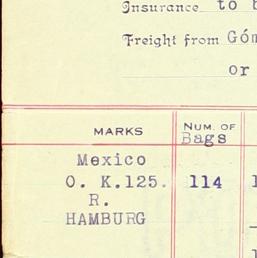 Insurance to
Freight from Góm
or
MARKS NUM. OF Bags
Mexico
O. K.125. 114
R.
HAMBURG